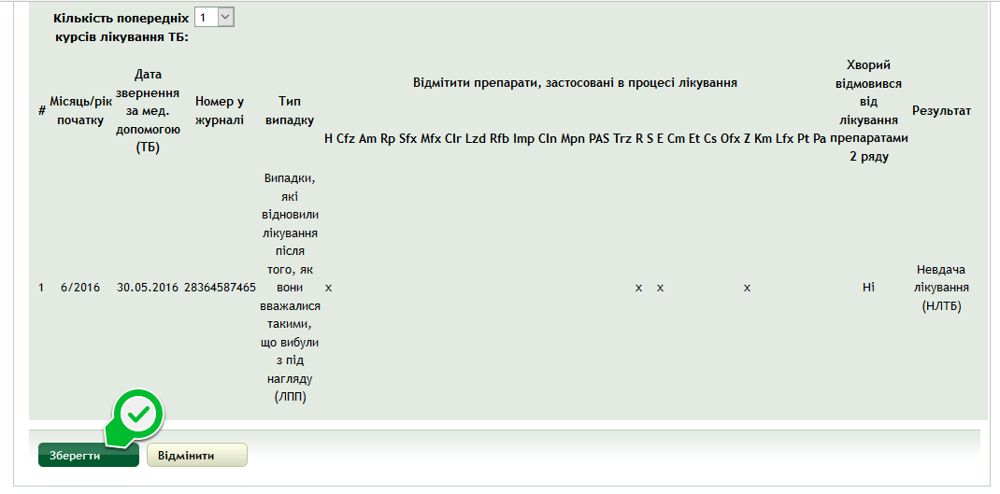 Кількість попередніх 1
курсів лікування ТБ:
# Місяць/рік початку Дата звернення за мед. допомогою (ТБ) Номер у журналі Тип випадку Відмітити препарати, застосовані в процесі лікування Хворий відмовився від лікування препаратами 2 ряду Результат
H Cfz Am Rp Sfx Mfx Clr Lzd Rfb Imp Cln Mpn PAS Trz R S E Cm Et Cs Ofx Z Km Lfx Pt Pa
Випадки,
які
відновили
лікування
після
того, як
1 6/2016 30.05.2016 28364587465 вони x x x x Ні Невдача лікування (НЛТБ)
вважалися
такими,
що вибули
з під
нагляду
(ЛПП)
Зберегти Відмінити